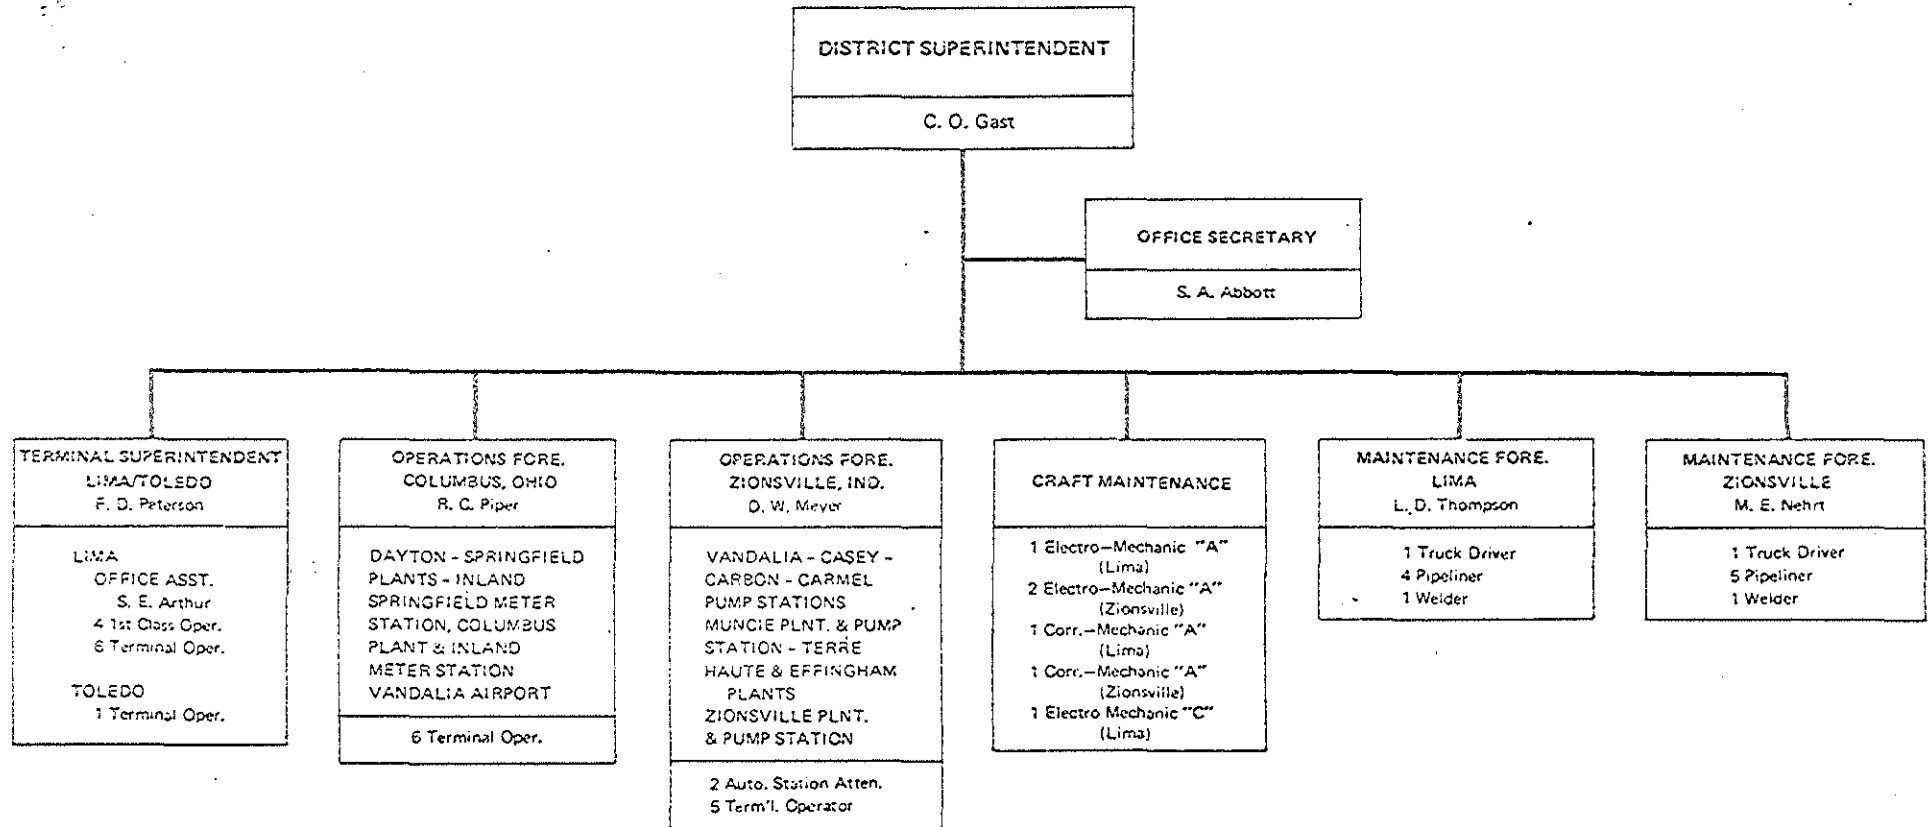 DISTRICT SUPERINTENDENT
C. O. Gast
OFFICE SECRETARY
S. A. Abbott
TERMINAL SUPERINTENDENT
LIMA/TOLEDO
F. D. Peterson
LIMA
OFFICE ASST.
S. E. Arthur
4 1st Class Oper.
6 Terminal Oper.
TOLEDO
1 Terminal Oper.
OPERATIONS FORE.
COLUMBUS, OHIO
R. C. Piper
DAYTON - SPRINGFIELD
PLANTS - INLAND
SPRINGFIELD METER
STATION, COLUMBUS
PLANT & INLAND
METER STATION
VANDALIA AIRPORT
6 Terminal Oper.
OPERATIONS FORE.
ZIONSVILLE, IND.
D. W. Meyer
VANDALIA - CASEY -
CARBON - CARMEL
PUMP STATIONS
MUNCIE PLNT. & PUMP
STATION - TERRE
HAUTE & EFFINGHAM
PLANTS
ZIONSVILLE PLNT.
& PUMP STATION
2 Auto. Station Atten.
5 Term'l. Operator
CRAFT MAINTENANCE
1 Electro-Mechanic "A"
(Lima)
2 Electro-Mechanic "A"
(Zionsville)
1 Corr.-Mechanic "A"
(Lima)
1 Corr.-Mechanic "A"
(Zionsville)
1 Electro Mechanic "C"
(Lima)
MAINTENANCE FORE.
LIMA
L. D. Thompson
1 Truck Driver
4 Pipeliner
1 Welder
MAINTENANCE FORE.
ZIONSVILLE
M. E. Nehrt
1 Truck Driver
5 Pipeliner
1 Welder